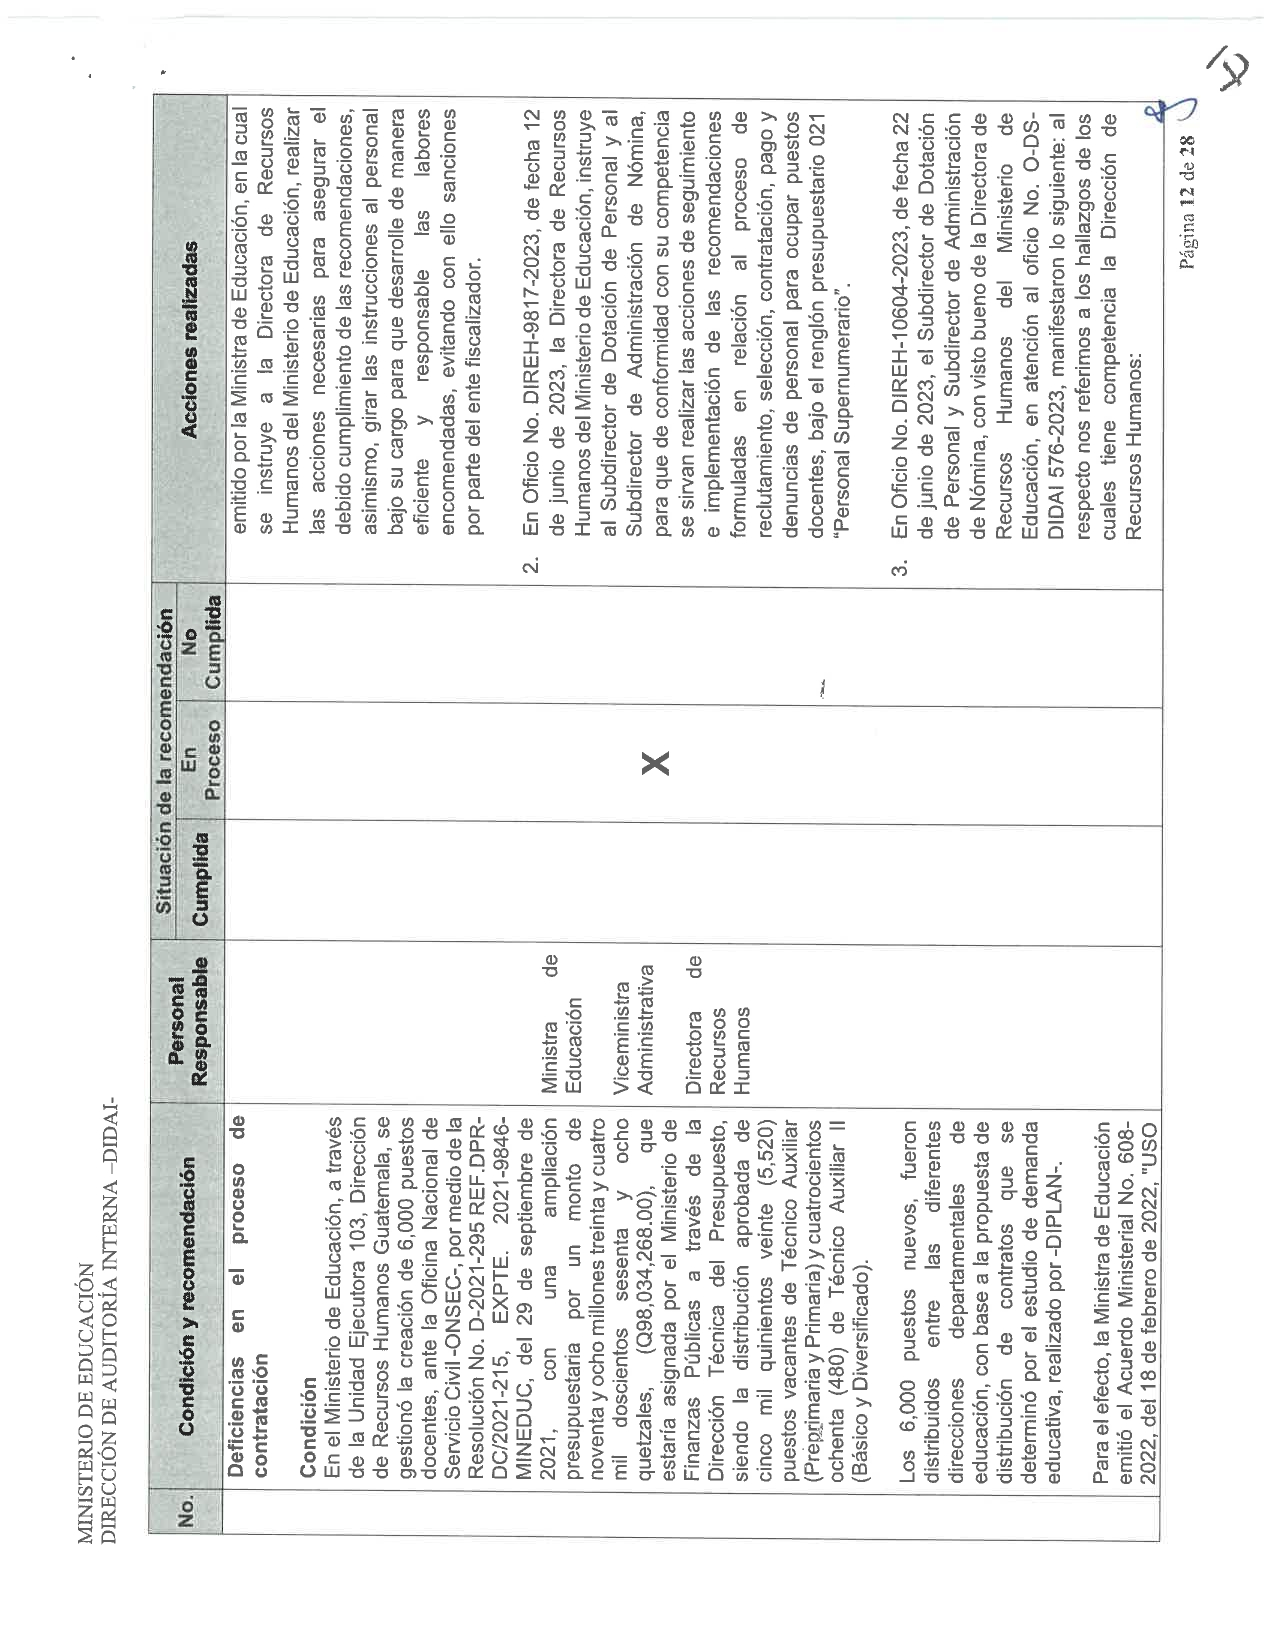 MINISTERIO DE EDUCACIÓN
DIRECCIÓN DE AUDITORÍA INTERNA –DIDAI-
No.
Condición y recomendación
Personal
Responsable
Situación de la recomendación
Cumplida
En
Proceso
No
Cumplida
Acciones realizadas
Deficiencias en el proceso de
contratación
Condición
En el Ministerio de Educación, a través
de la Unidad Ejecutora 103, Dirección
de Recursos Humanos Guatemala, se
gestionó la creación de 6,000 puestos
docentes, ante la Oficina Nacional de
Servicio Civil -ONSEC-, por medio de la
Resolución No. D-2021-295 REF.DPR-
DC/2021-215, EXPTE. 2021-9846-
MINEDUC, del 29 de septiembre de
2021, con una ampliación
presupuestaria por un monto de
noventa y ocho millones treinta y cuatro
mil doscientos sesenta y ocho
quetzales, (Q98,034,268.00), que
estaría asignada por el Ministerio de
Finanzas Públicas a través de la
Dirección Técnica del Presupuesto,
siendo la distribución aprobada de
cinco mil quinientos veinte (5,520)
puestos vacantes de Técnico Auxiliar
(Preprimaria y Primaria) y cuatrocientos
ochenta (480) de Técnico Auxiliar II
(Básico y Diversificado).
Los 6,000 puestos nuevos, fueron
distribuidos entre las diferentes
direcciones departamentales de
educación, con base a la propuesta de
distribución de contratos que se
determinó por el estudio de demanda
educativa, realizado por -DIPLAN-.
Para el efecto, la Ministra de Educación
emitió el Acuerdo Ministerial No. 608-
2022, del 18 de febrero de 2022, "USO
Ministra de
Educación
Viceministra
Administrativa
Directora de
Recursos
Humanos
X
emitido por la Ministra de Educación, en la cual
se instruye a la Directora de Recursos
Humanos del Ministerio de Educación, realizar
las acciones necesarias para asegurar el
debido cumplimiento de las recomendaciones,
asimismo, girar las instrucciones al personal
bajo su cargo para que desarrolle de manera
eficiente y responsable las labores
encomendadas, evitando con ello sanciones
por parte del ente fiscalizador.
2. En Oficio No. DIREH-9817-2023, de fecha 12
de junio de 2023, la Directora de Recursos
Humanos del Ministerio de Educación, instruye
al Subdirector de Dotación de Personal y al
Subdirector de Administración de Nómina,
para que de conformidad con su competencia
se sirvan realizar las acciones de seguimiento
e implementación de las recomendaciones
formuladas en relación al proceso de
reclutamiento, selección, contratación, pago y
denuncias de personal para ocupar puestos
docentes, bajo el renglón presupuestario 021
“Personal Supernumerario”.
3. En Oficio No. DIREH-10604-2023, de fecha 22
de junio de 2023, el Subdirector de Dotación
de Personal y Subdirector de Administración
de Nómina, con visto bueno de la Directora de
Recursos Humanos del Ministerio de
Educación, en atención al oficio No. O-DS-
DIDAI 576-2023, manifestaron lo siguiente: al
respecto nos referimos a los hallazgos de los
cuales tiene competencia la Dirección de
Recursos Humanos:
Página 12 de 28